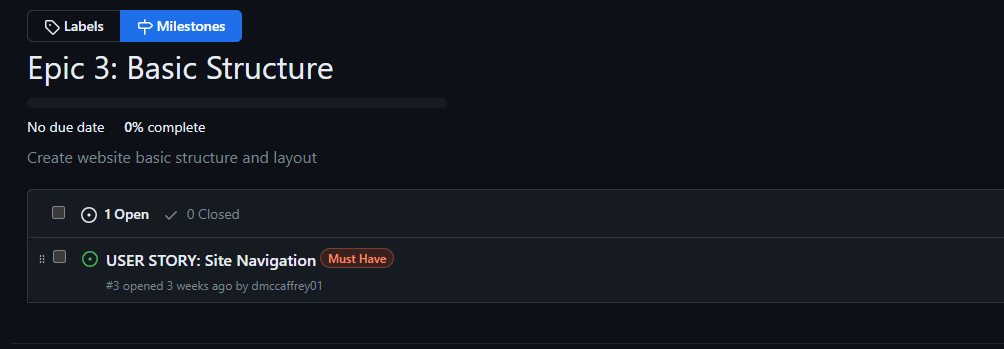 Labels Milestones
Epic 3: Basic Structure
No due date 0% complete
Create website basic structure and layout
1 Open 0 Closed
USER STORY: Site Navigation Must Have
#3 opened 3 weeks ago by dmccaffrey01